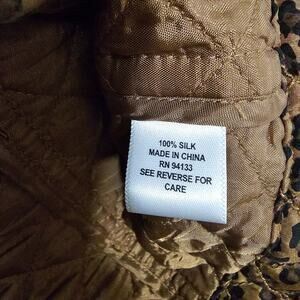 100% SILK
MADE IN CHINA
RN 94133
SEE REVERSE FOR
CARE